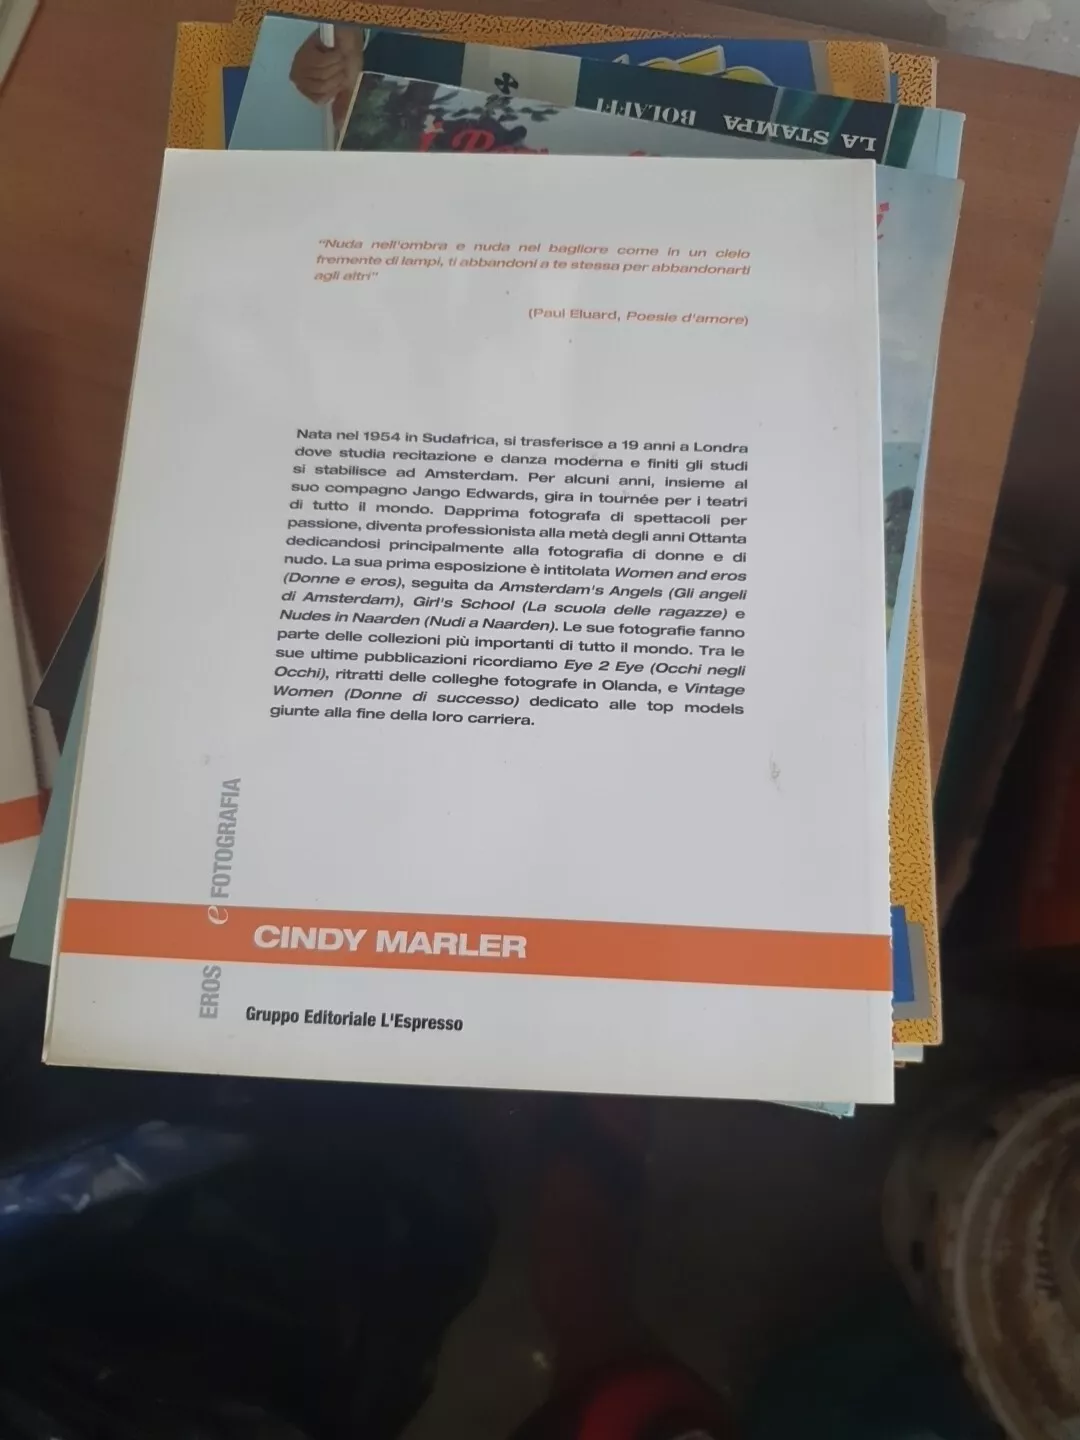 LA STAMPA BOLAFFI
"Nuda nell'ombra e nuda nel bagliore come in un cielo
fremente di lampi, ti abbandoni a te stessa per abbandonarti
agli altri"
(Paul Eluard, Poesie d'amore)
Nata nel 1954 in Sudafrica, si trasferisce a 19 anni a Londra
dove studia recitazione e danza moderna e finiti gli studi
si stabilisce ad Amsterdam. Per alcuni anni, insieme al
suo compagno Jango Edwards, gira in tournée per i teatri
di tutto il mondo. Dapprima fotografa di spettacoli per
passione, diventa professionista alla metà degli anni Ottanta
dedicandosi principalmente alla fotografia di donne e di
nudo. La sua prima esposizione è intitolata Women and eros
(Donne e eros), seguita da Amsterdam's Angels (Gli angeli
di Amsterdam), Girl's School (La scuola delle ragazze) e
Nudes in Naarden (Nudi a Naarden). Le sue fotografie fanno
parte delle collezioni più importanti di tutto il mondo. Tra le
sue ultime pubblicazioni ricordiamo Eye 2 Eye (Occhi negli
Occhi), ritratti delle colleghe fotografe in Olanda, e Vintage
Women (Donne di successo) dedicato alle top models
giunte alla fine della loro carriera.
EROS e FOTOGRAFIA
CINDY MARLER
Gruppo Editoriale L'Espresso